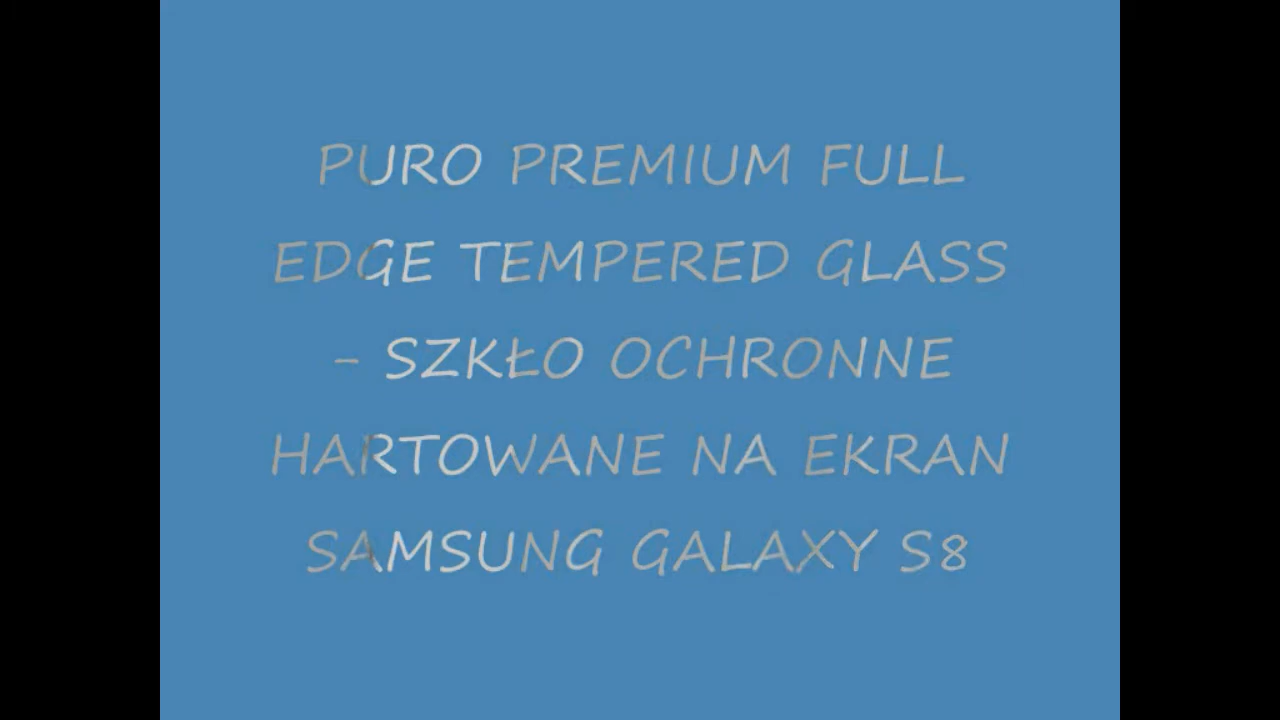 PURO PREMIUM FULL
EDGE TEMPERED GLASS
- SZKŁO OCHRONNE
HARTOWANE NA EKRAN
SAMSUNG GALAXY S8